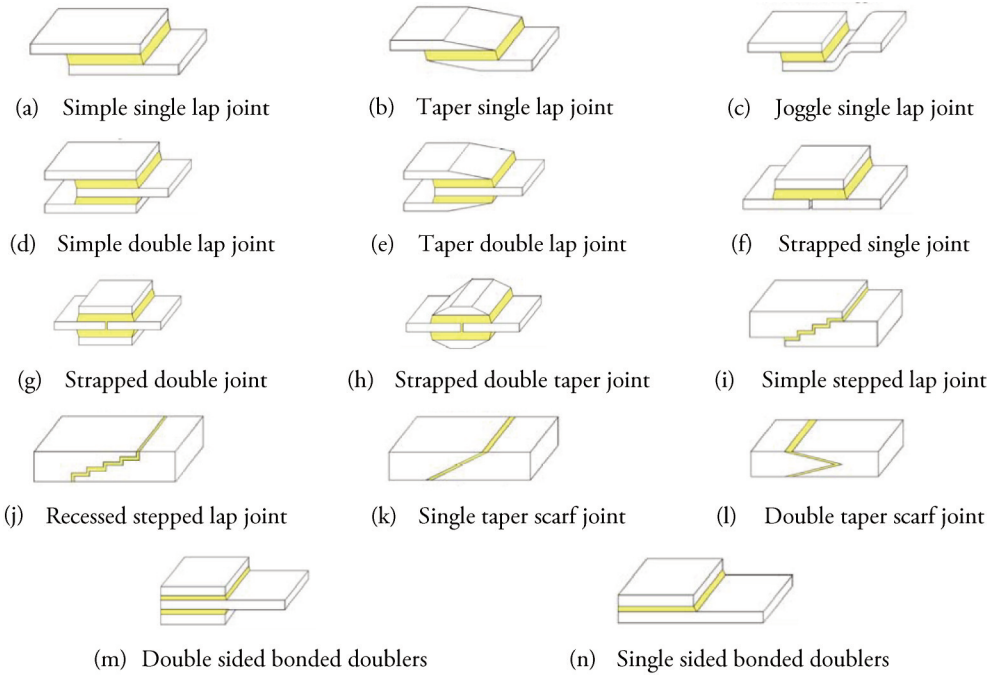 (a) Simple single lap joint
(b) Taper single lap joint
(c) Joggle single lap joint
(d) Simple double lap joint
(e) Taper double lap joint
(f) Strapped single joint
(g) Strapped double joint
(h) Strapped double taper joint
(i) Simple stepped lap joint
(j) Recessed stepped lap joint
(k) Single taper scarf joint
(l) Double taper scarf joint
(m) Double sided bonded doublers
(n) Single sided bonded doublers